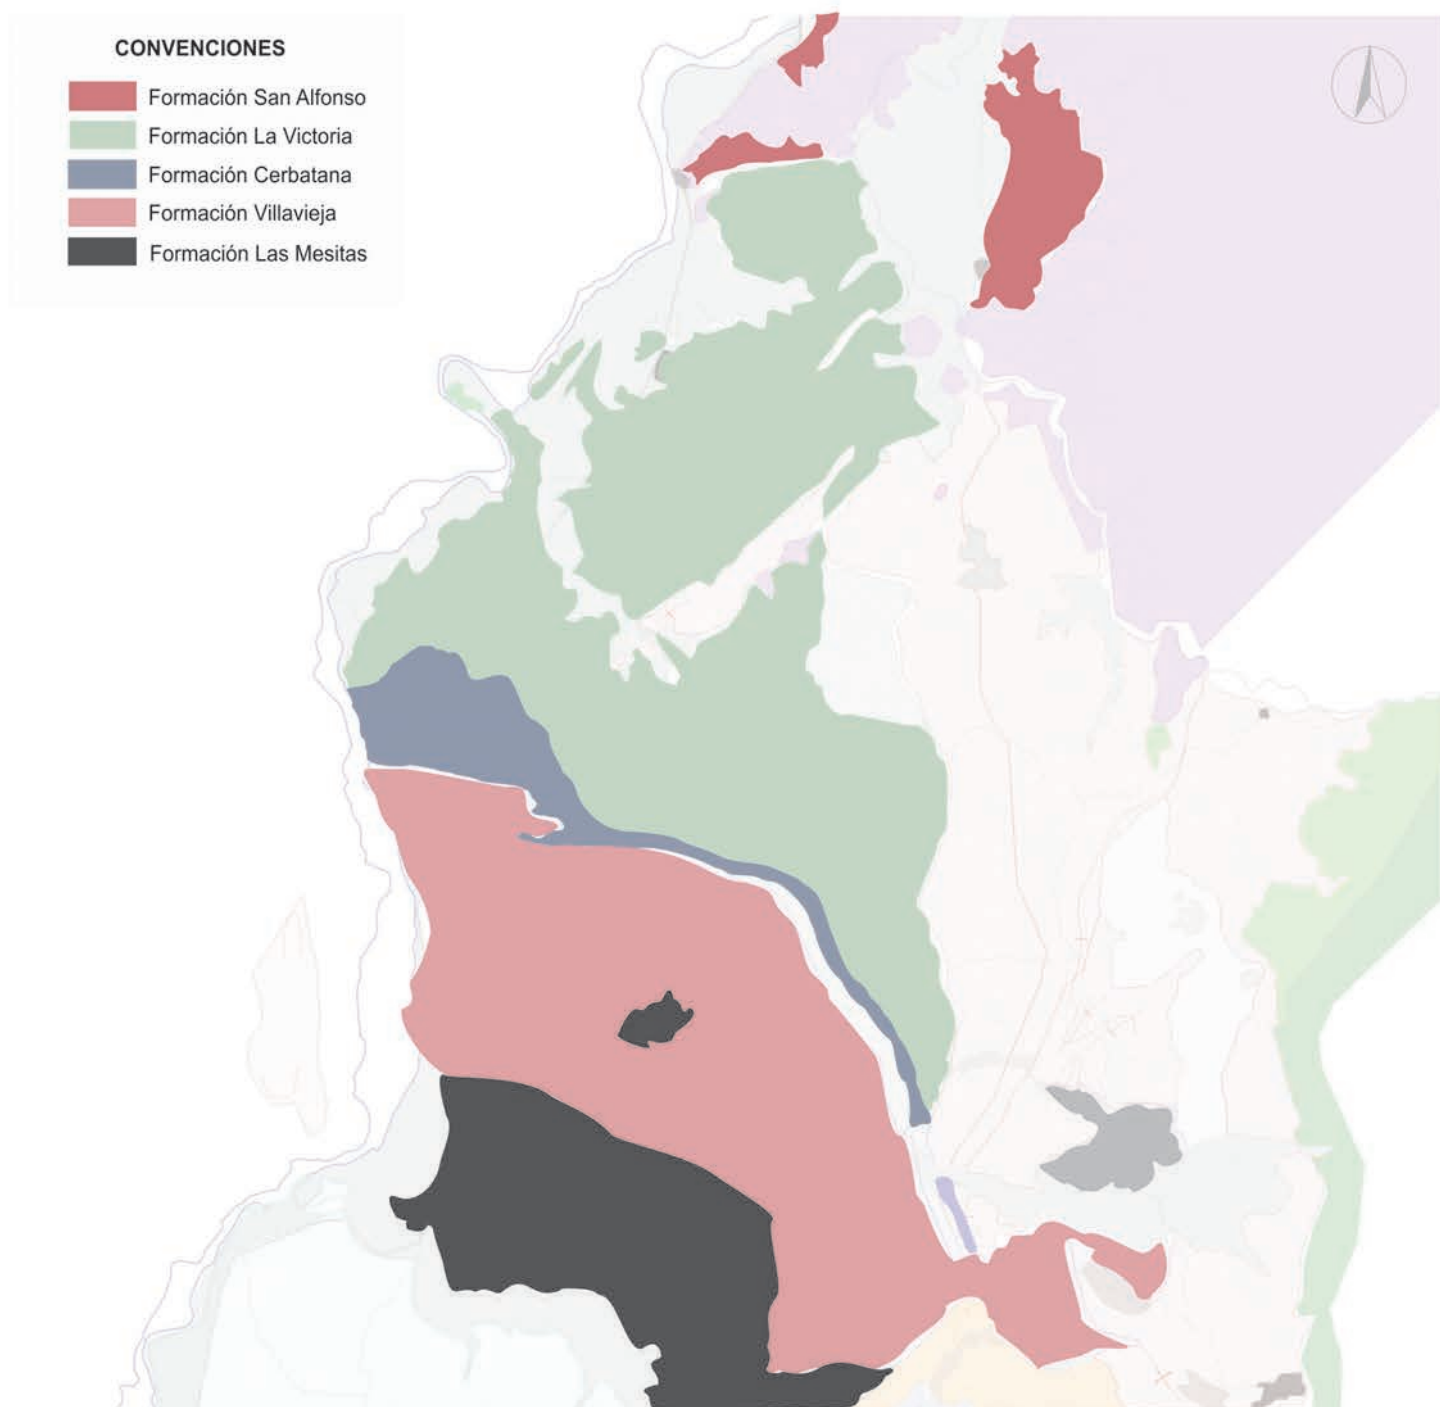 CONVENCIONES
Formación San Alfonso
Formación La Victoria
Formación Cerbatana
Formación Villavieja
Formación Las Mesitas